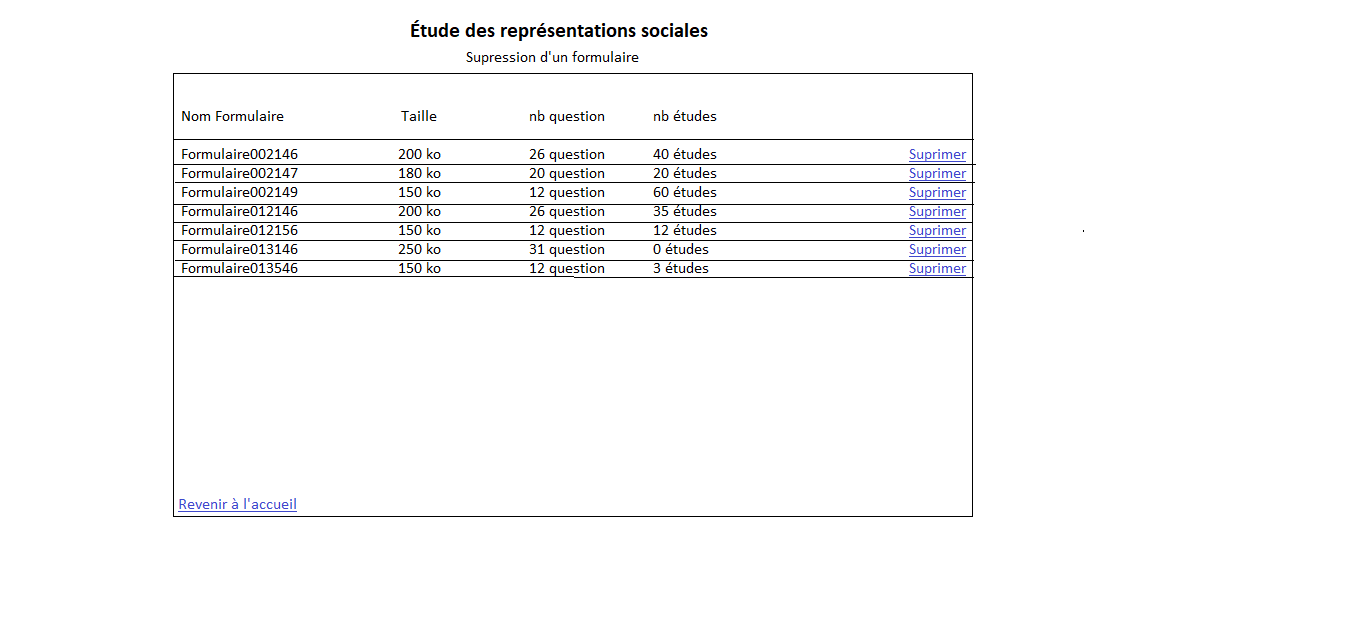 Étude des représentations sociales
Supression d'un formulaire
Nom Formulaire Taille nb question nb études
Formulaire002146 200 ko 26 question 40 études Suprimer
Formulaire002147 180 ko 20 question 20 études Suprimer
Formulaire002149 150 ko 12 question 60 études Suprimer
Formulaire012146 200 ko 26 question 35 études Suprimer
Formulaire012156 150 ko 12 question 12 études Suprimer
Formulaire013146 250 ko 31 question 0 études Suprimer
Formulaire013546 150 ko 12 question 3 études Suprimer
Revenir à l'accueil